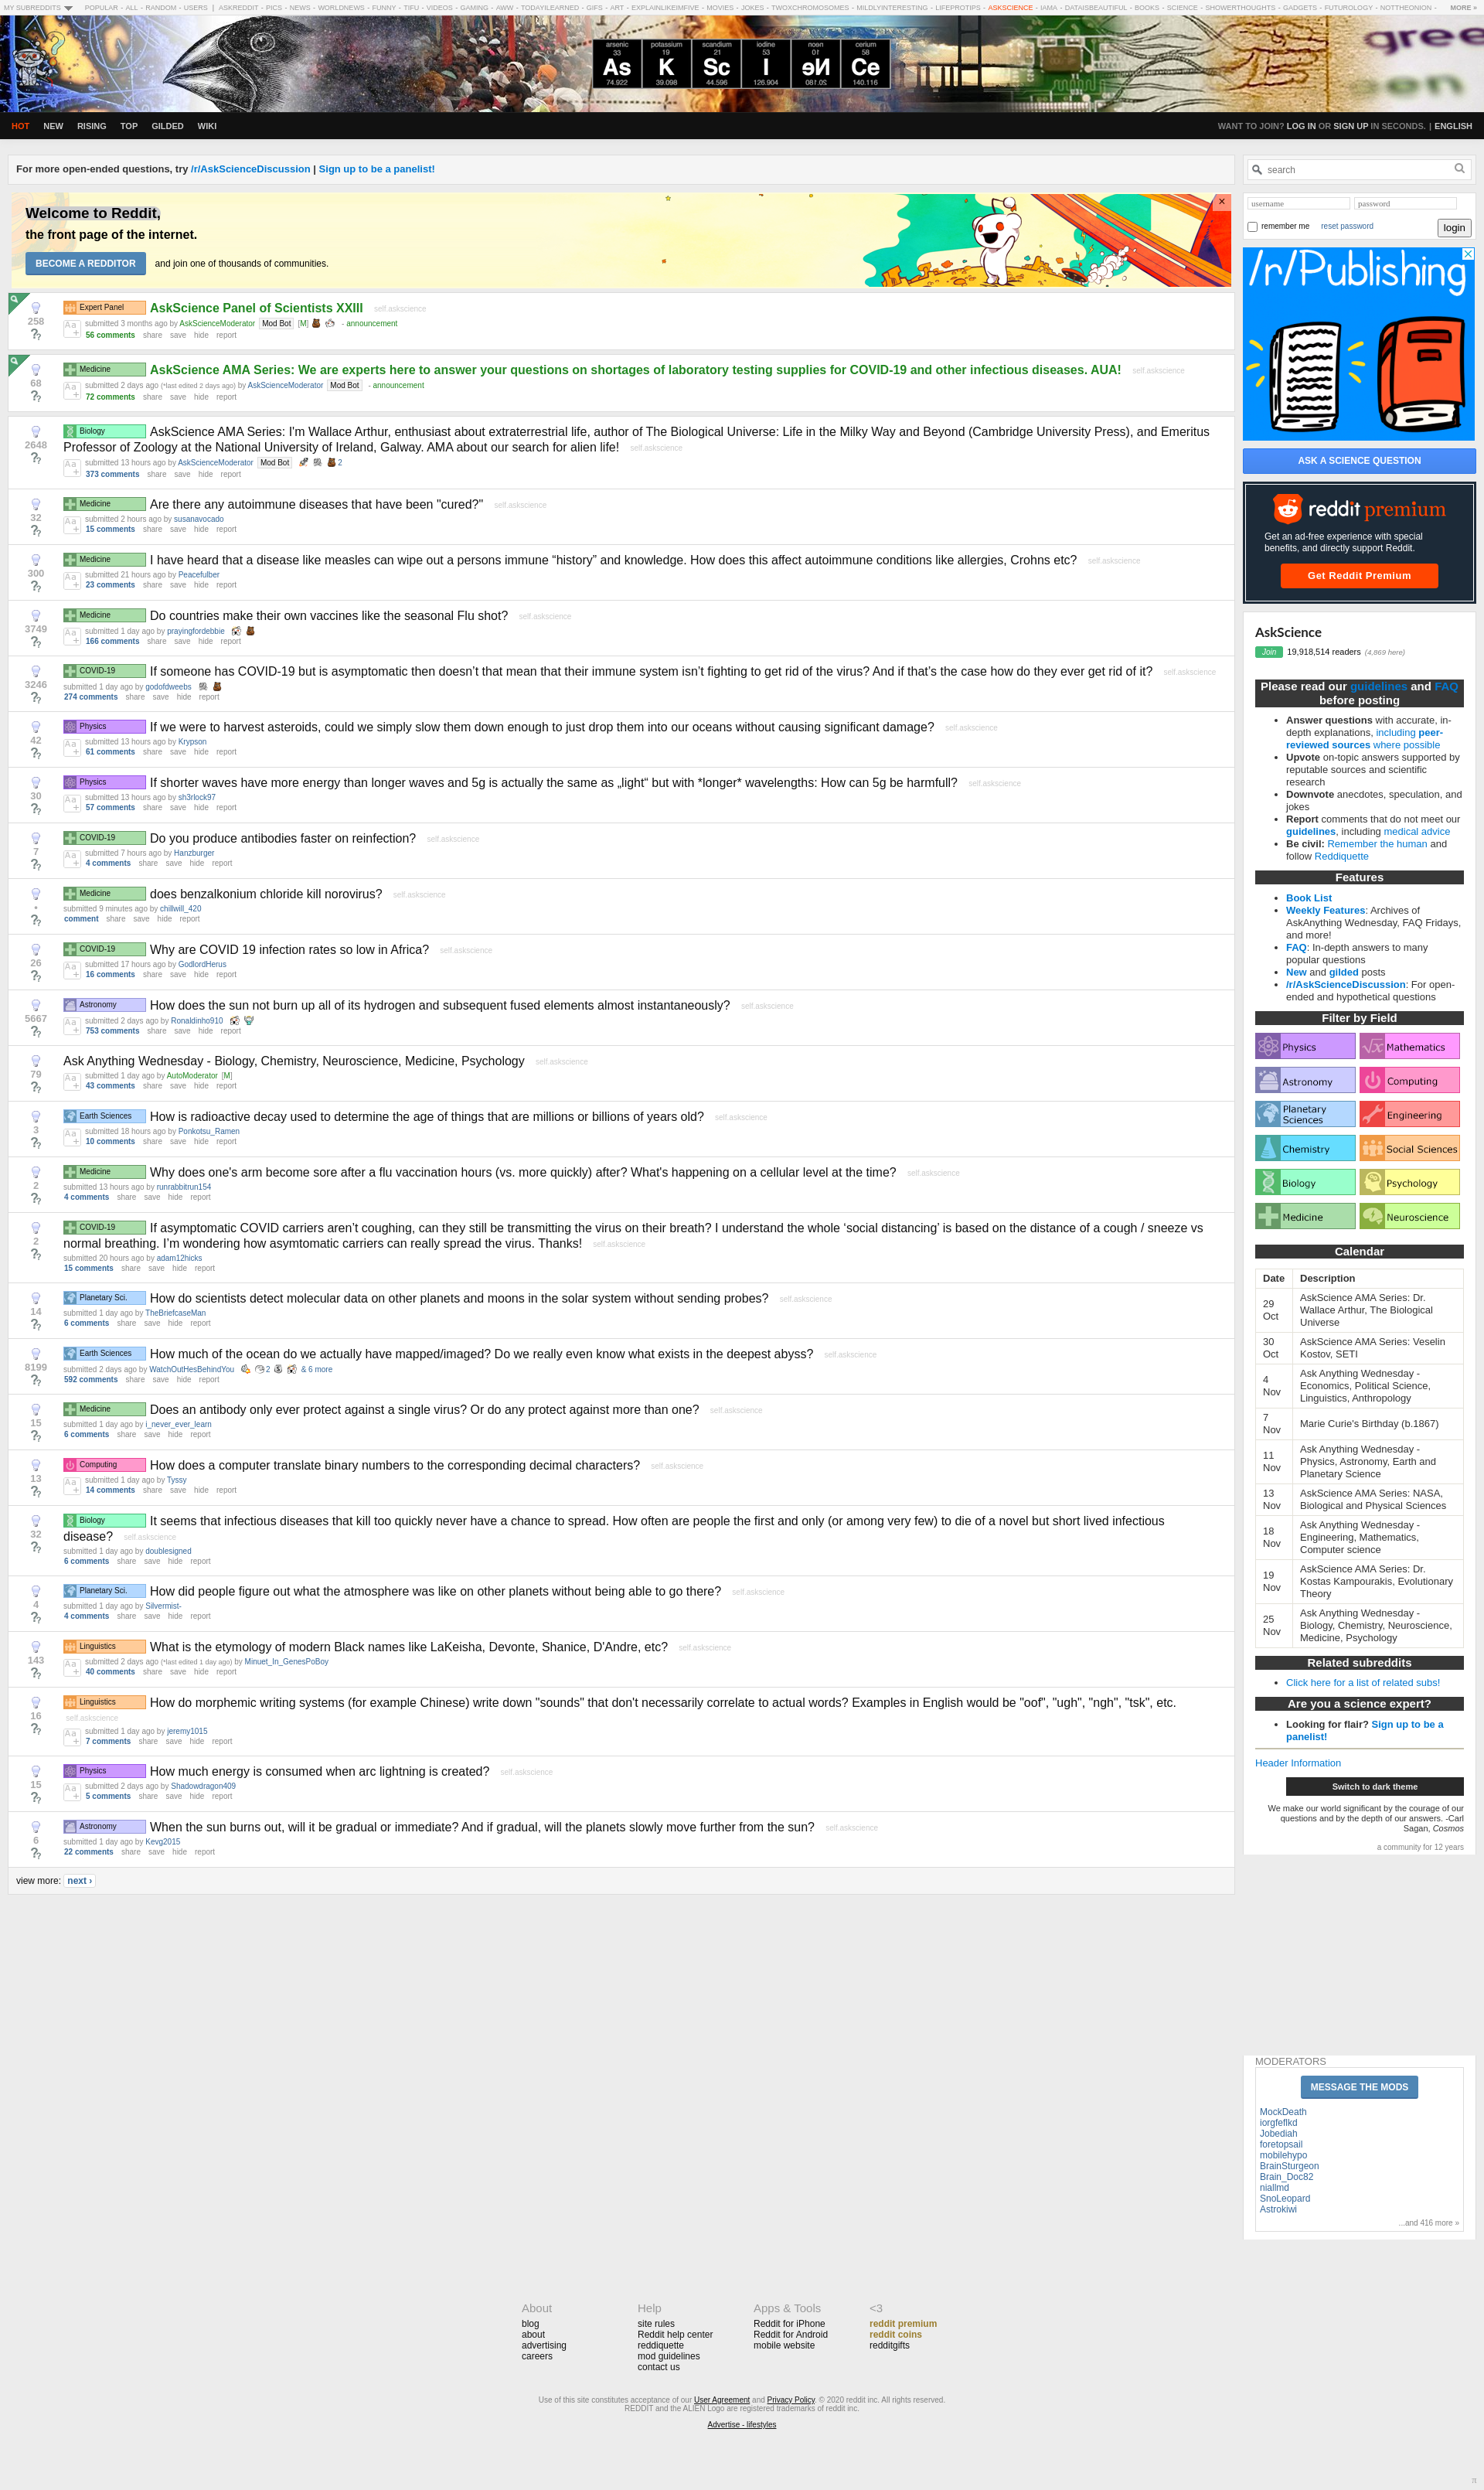 MY SUBREDDITS POPULAR - ALL - RANDOM - USERS | ASKREDDIT - PICS - NEWS - WORLDNEWS - FUNNY - TIFU - VIDEOS - GAMING - AWW - TODAYILEARNED - GIFS - ART - EXPLAINLIKEIMFIVE - MOVIES - JOKES - TWOXCHROMOSOMES - MILDLYINTERESTING - LIFEPROTIPS - ASKSCIENCE - IAMA - DATAISBEAUTIFUL - BOOKS - SCIENCE - SHOWERTHOUGHTS - GADGETS - FUTUROLOGY - NOTTHEONION - MORE »
arsenic 33 As 74.922
potassium 19 K 39.098
scandium 21 Sc 44.596
iodine 53 I 126.904
neon 10 Ne 20.180
cerium 58 Ce 140.116
HOT NEW RISING TOP GILDED WIKI
WANT TO JOIN? LOG IN OR SIGN UP IN SECONDS. | ENGLISH
For more open-ended questions, try /r/AskScienceDiscussion | Sign up to be a panelist!
Welcome to Reddit,
the front page of the internet.
BECOME A REDDITOR and join one of thousands of communities.
×
258
Expert Panel AskScience Panel of Scientists XXIII self.askscience
submitted 3 months ago by AskScienceModerator Mod Bot [M] - announcement
56 comments share save hide report
68
Medicine AskScience AMA Series: We are experts here to answer your questions on shortages of laboratory testing supplies for COVID-19 and other infectious diseases. AUA! self.askscience
submitted 2 days ago (*last edited 2 days ago) by AskScienceModerator Mod Bot - announcement
72 comments share save hide report
2648
Biology AskScience AMA Series: I'm Wallace Arthur, enthusiast about extraterrestrial life, author of The Biological Universe: Life in the Milky Way and Beyond (Cambridge University Press), and Emeritus
Professor of Zoology at the National University of Ireland, Galway. AMA about our search for alien life! self.askscience
submitted 13 hours ago by AskScienceModerator Mod Bot 2
373 comments share save hide report
32
Medicine Are there any autoimmune diseases that have been "cured?" self.askscience
submitted 2 hours ago by susanavocado
15 comments share save hide report
300
Medicine I have heard that a disease like measles can wipe out a persons immune “history” and knowledge. How does this affect autoimmune conditions like allergies, Crohns etc? self.askscience
submitted 21 hours ago by Peacefulber
23 comments share save hide report
3749
Medicine Do countries make their own vaccines like the seasonal Flu shot? self.askscience
submitted 1 day ago by prayingfordebbie
166 comments share save hide report
3246
COVID-19 If someone has COVID-19 but is asymptomatic then doesn’t that mean that their immune system isn’t fighting to get rid of the virus? And if that’s the case how do they ever get rid of it? self.askscience
submitted 1 day ago by godofdweebs
274 comments share save hide report
42
Physics If we were to harvest asteroids, could we simply slow them down enough to just drop them into our oceans without causing significant damage? self.askscience
submitted 13 hours ago by Krypson
61 comments share save hide report
30
Physics If shorter waves have more energy than longer waves and 5g is actually the same as „light“ but with *longer* wavelengths: How can 5g be harmfull? self.askscience
submitted 13 hours ago by sh3rlock97
57 comments share save hide report
7
COVID-19 Do you produce antibodies faster on reinfection? self.askscience
submitted 7 hours ago by Hanzburger
4 comments share save hide report
•
Medicine does benzalkonium chloride kill norovirus? self.askscience
submitted 9 minutes ago by chillwill_420
comment share save hide report
26
COVID-19 Why are COVID 19 infection rates so low in Africa? self.askscience
submitted 17 hours ago by GodlordHerus
16 comments share save hide report
5667
Astronomy How does the sun not burn up all of its hydrogen and subsequent fused elements almost instantaneously? self.askscience
submitted 2 days ago by Ronaldinho910
753 comments share save hide report
79
Ask Anything Wednesday - Biology, Chemistry, Neuroscience, Medicine, Psychology self.askscience
submitted 1 day ago by AutoModerator [M]
43 comments share save hide report
3
Earth Sciences How is radioactive decay used to determine the age of things that are millions or billions of years old? self.askscience
submitted 18 hours ago by Ponkotsu_Ramen
10 comments share save hide report
2
Medicine Why does one's arm become sore after a flu vaccination hours (vs. more quickly) after? What's happening on a cellular level at the time? self.askscience
submitted 13 hours ago by runrabbitrun154
4 comments share save hide report
2
COVID-19 If asymptomatic COVID carriers aren’t coughing, can they still be transmitting the virus on their breath? I understand the whole ‘social distancing’ is based on the distance of a cough / sneeze vs
normal breathing. I’m wondering how asymtomatic carriers can really spread the virus. Thanks! self.askscience
submitted 20 hours ago by adam12hicks
15 comments share save hide report
14
Planetary Sci. How do scientists detect molecular data on other planets and moons in the solar system without sending probes? self.askscience
submitted 1 day ago by TheBriefcaseMan
6 comments share save hide report
8199
Earth Sciences How much of the ocean do we actually have mapped/imaged? Do we really even know what exists in the deepest abyss? self.askscience
submitted 2 days ago by WatchOutHesBehindYou 2 & 6 more
592 comments share save hide report
15
Medicine Does an antibody only ever protect against a single virus? Or do any protect against more than one? self.askscience
submitted 1 day ago by i_never_ever_learn
6 comments share save hide report
13
Computing How does a computer translate binary numbers to the corresponding decimal characters? self.askscience
submitted 1 day ago by Tyssy
14 comments share save hide report
32
Biology It seems that infectious diseases that kill too quickly never have a chance to spread. How often are people the first and only (or among very few) to die of a novel but short lived infectious
disease? self.askscience
submitted 1 day ago by doublesigned
6 comments share save hide report
4
Planetary Sci. How did people figure out what the atmosphere was like on other planets without being able to go there? self.askscience
submitted 1 day ago by Silvermist-
4 comments share save hide report
143
Linguistics What is the etymology of modern Black names like LaKeisha, Devonte, Shanice, D'Andre, etc? self.askscience
submitted 2 days ago (*last edited 1 day ago) by Minuet_In_GenesPoBoy
40 comments share save hide report
16
Linguistics How do morphemic writing systems (for example Chinese) write down "sounds" that don't necessarily correlate to actual words? Examples in English would be "oof", "ugh", "ngh", "tsk", etc.
self.askscience
submitted 1 day ago by jeremy1015
7 comments share save hide report
15
Physics How much energy is consumed when arc lightning is created? self.askscience
submitted 2 days ago by Shadowdragon409
5 comments share save hide report
6
Astronomy When the sun burns out, will it be gradual or immediate? And if gradual, will the planets slowly move further from the sun? self.askscience
submitted 1 day ago by Kevg2015
22 comments share save hide report
view more: next ›
search
username password
remember me reset password login
/r/Publishing
ASK A SCIENCE QUESTION
reddit premium
Get an ad-free experience with special
benefits, and directly support Reddit.
Get Reddit Premium
AskScience
Join 19,918,514 readers (4,869 here)
Please read our guidelines and FAQ
before posting
Answer questions with accurate, in-
depth explanations, including peer-
reviewed sources where possible
Upvote on-topic answers supported by
reputable sources and scientific
research
Downvote anecdotes, speculation, and
jokes
Report comments that do not meet our
guidelines, including medical advice
Be civil: Remember the human and
follow Reddiquette
Features
Book List
Weekly Features: Archives of
AskAnything Wednesday, FAQ Fridays,
and more!
FAQ: In-depth answers to many
popular questions
New and gilded posts
/r/AskScienceDiscussion: For open-
ended and hypothetical questions
Filter by Field
Physics Mathematics
Astronomy Computing
Planetary Sciences Engineering
Chemistry Social Sciences
Biology Psychology
Medicine Neuroscience
Calendar
Date Description
29 Oct AskScience AMA Series: Dr. Wallace Arthur, The Biological Universe
30 Oct AskScience AMA Series: Veselin Kostov, SETI
4 Nov Ask Anything Wednesday - Economics, Political Science, Linguistics, Anthropology
7 Nov Marie Curie's Birthday (b.1867)
11 Nov Ask Anything Wednesday - Physics, Astronomy, Earth and Planetary Science
13 Nov AskScience AMA Series: NASA, Biological and Physical Sciences
18 Nov Ask Anything Wednesday - Engineering, Mathematics, Computer science
19 Nov AskScience AMA Series: Dr. Kostas Kampourakis, Evolutionary Theory
25 Nov Ask Anything Wednesday - Biology, Chemistry, Neuroscience, Medicine, Psychology
Related subreddits
Click here for a list of related subs!
Are you a science expert?
Looking for flair? Sign up to be a
panelist!
Header Information
Switch to dark theme
We make our world significant by the courage of our
questions and by the depth of our answers. -Carl
Sagan, Cosmos
a community for 12 years
MODERATORS
MESSAGE THE MODS
MockDeath
iorgfeflkd
Jobediah
foretopsail
mobilehypo
BrainSturgeon
Brain_Doc82
niallmd
SnoLeopard
Astrokiwi
...and 416 more »
About
blog
about
advertising
careers
Help
site rules
Reddit help center
reddiquette
mod guidelines
contact us
Apps & Tools
Reddit for iPhone
Reddit for Android
mobile website
<3
reddit premium
reddit coins
redditgifts
Use of this site constitutes acceptance of our User Agreement and Privacy Policy. © 2020 reddit inc. All rights reserved.
REDDIT and the ALIEN Logo are registered trademarks of reddit inc.
Advertise - lifestyles
π